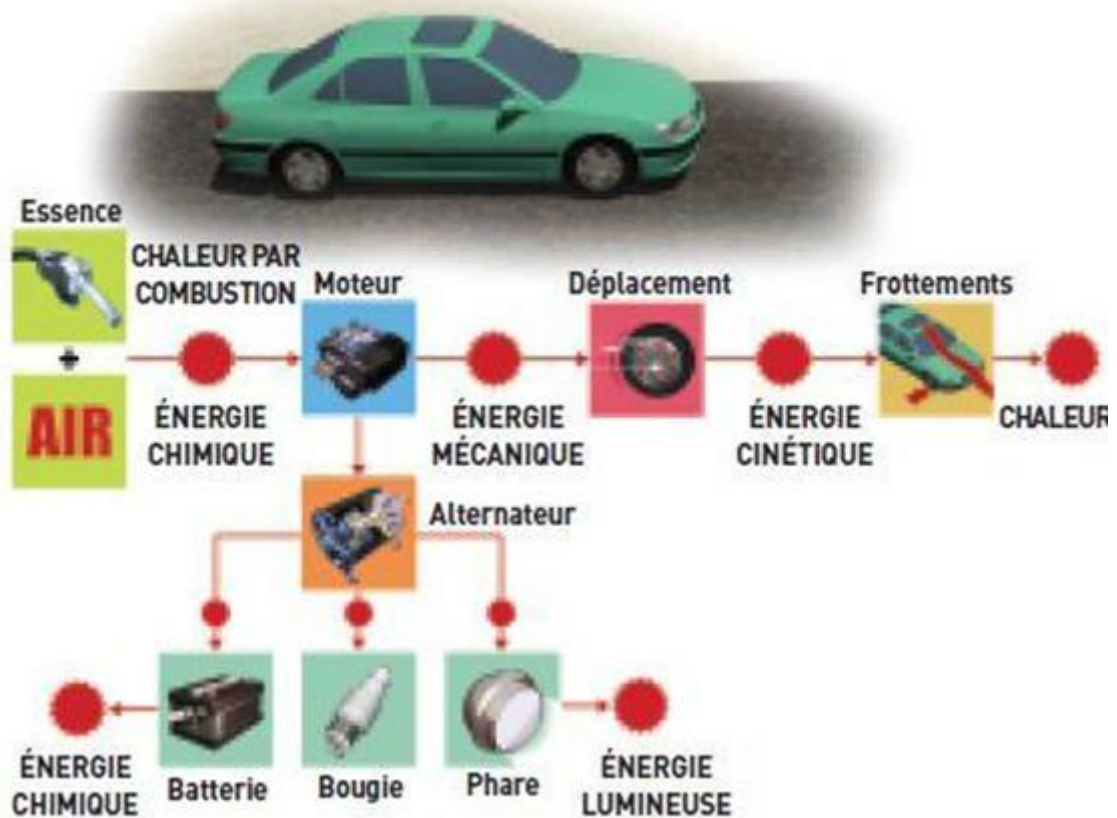 Essence
CHALEUR PAR
COMBUSTION
Moteur
Déplacement
Frottements
+
AIR
ÉNERGIE
CHIMIQUE
ÉNERGIE
MÉCANIQUE
ÉNERGIE
CINÉTIQUE
CHALEUR
Alternateur
ÉNERGIE
CHIMIQUE
Batterie
Bougie
Phare
ÉNERGIE
LUMINEUSE